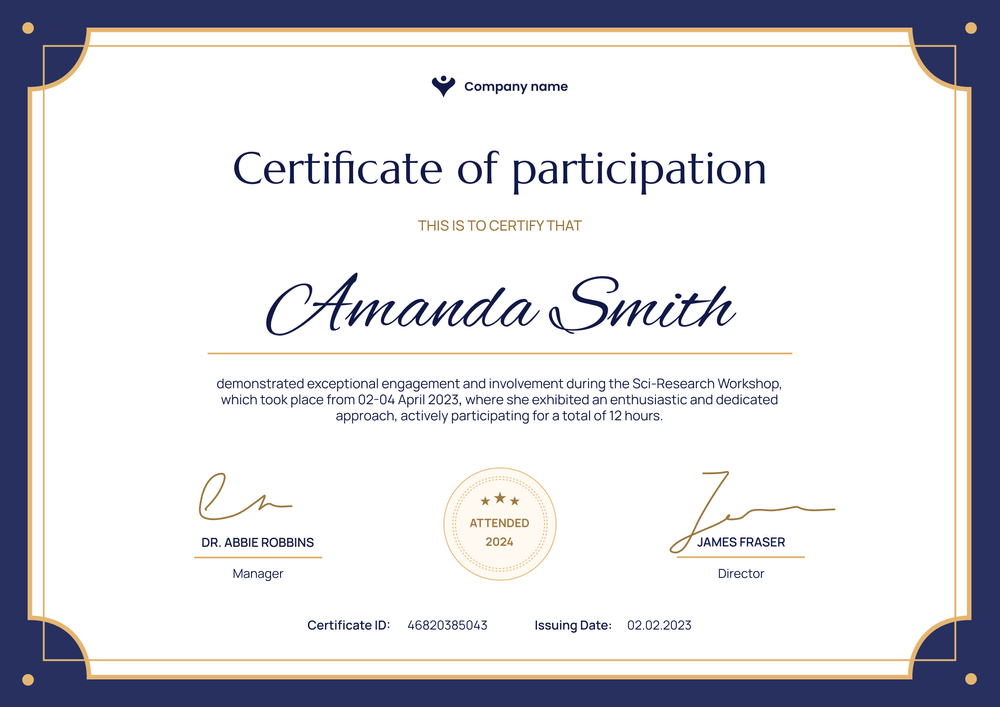 Company name
Certificate of participation
THIS IS TO CERTIFY THAT
Amanda Smith
demonstrated exceptional engagement and involvement during the Sci-Research Workshop,
which took place from 02-04 April 2023, where she exhibited an enthusiastic and dedicated
approach, actively participating for a total of 12 hours.
ATTENDED
2024
DR. ABBIE ROBBINS
JAMES FRASER
Manager
Director
Certificate ID: 46820385043 Issuing Date: 02.02.2023